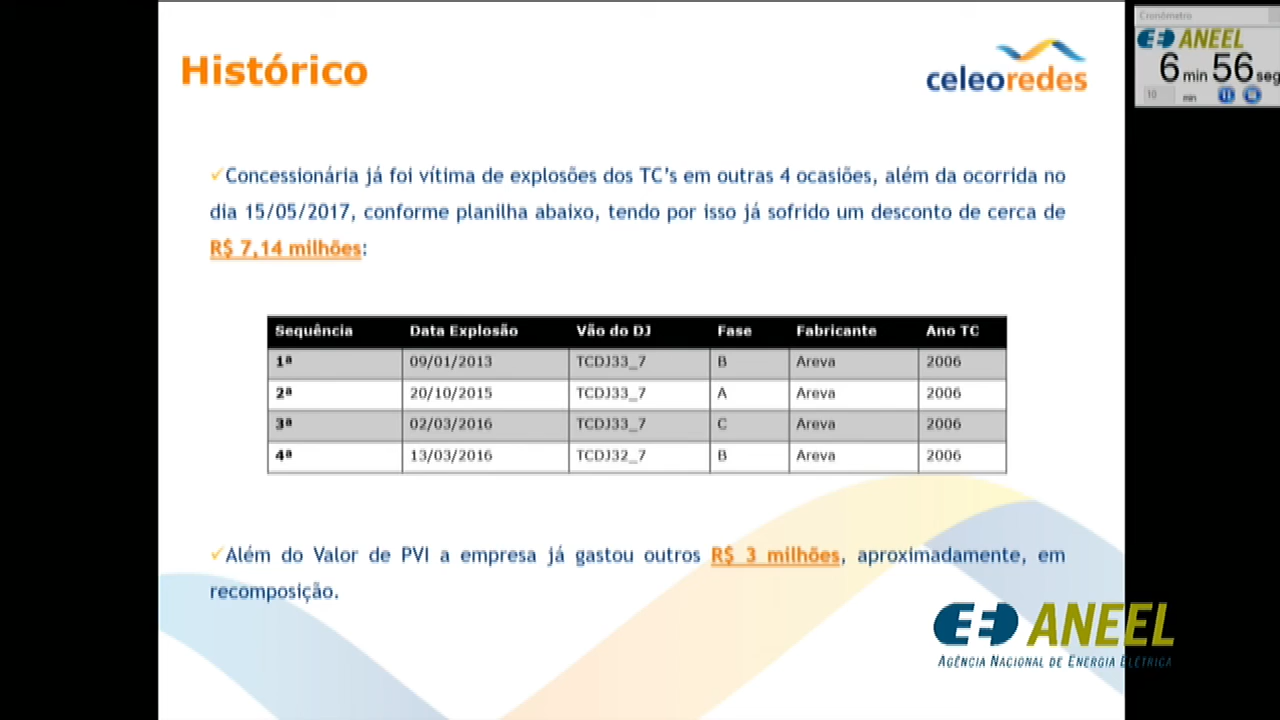 Histórico
celeoredes
Cronômetro
ANEEL
6 min 56 seg
10 min
✓Concessionária já foi vítima de explosões dos TC's em outras 4 ocasiões, além da ocorrida no
dia 15/05/2017, conforme planilha abaixo, tendo por isso já sofrido um desconto de cerca de
R$ 7,14 milhões:
Sequência Data Explosão Vão do DJ Fase Fabricante Ano TC
1ª 09/01/2013 TCDJ33_7 B Areva 2006
2ª 20/10/2015 TCDJ33_7 A Areva 2006
3ª 02/03/2016 TCDJ33_7 C Areva 2006
4ª 13/03/2016 TCDJ32_7 B Areva 2006
✓Além do Valor de PVI a empresa já gastou outros R$ 3 milhões, aproximadamente, em
recomposição.
ANEEL
AGÊNCIA NACIONAL DE ENERGIA ELÉTRICA